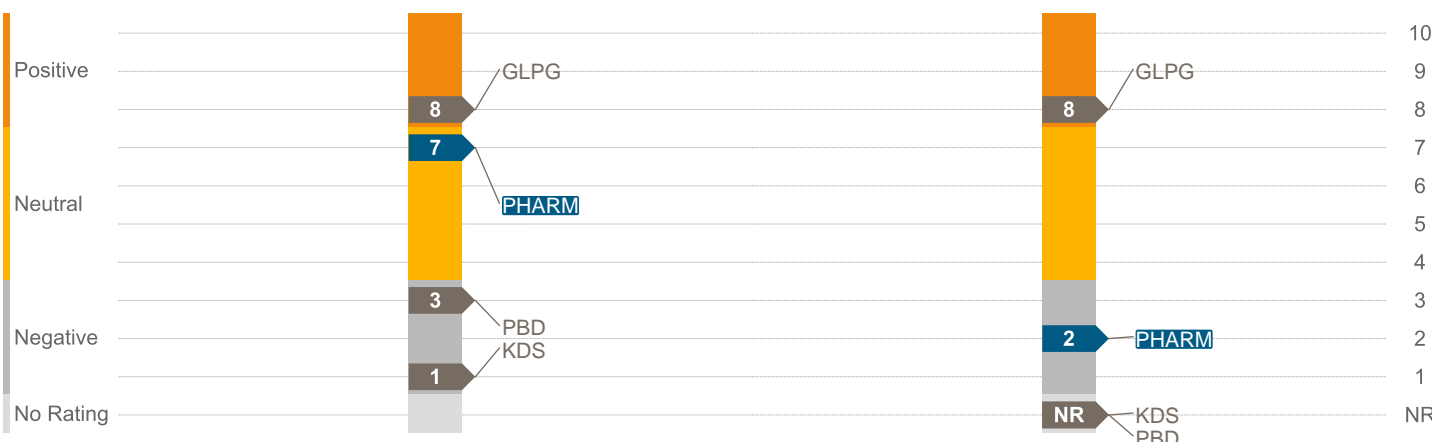 10
Positive GLPG GLPG 9
8 8 8
7 7
6
Neutral PHARM
5
4
3 3
PBD
Negative 2 PHARM 2
KDS
1 1
No Rating NR KDS NR
PBD